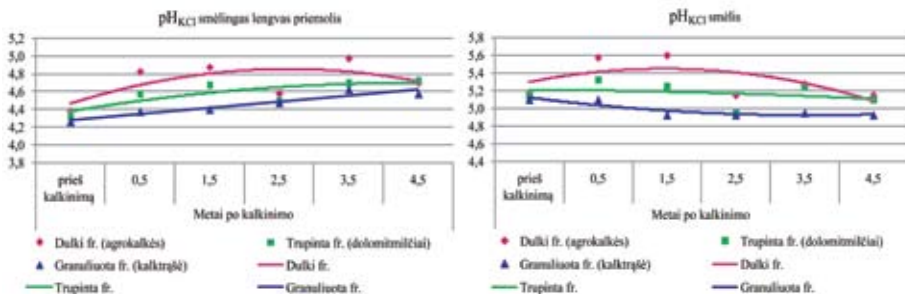 pHKCl smėlingas lengvas priemolis
5,2
5,0
4,8
4,6
4,4
4,2
4,0
3,8
prieš kalkinimą 0,5 1,5 2,5 3,5 4,5
Metai po kalkinimo
Dulki fr. (agrokalkės) Trupinta fr. (dolomitmilčiai)
Granuliuota fr. (kalktrąšė) Dulki fr.
Trupinta fr. Granuliuota fr.
pHKCl smėlis
5,8
5,6
5,4
5,2
5,0
4,8
4,6
4,4
prieš kalkinimą 0,5 1,5 2,5 3,5 4,5
Metai po kalkinimo
Dulki fr. (agrokalkės) Trupinta fr. (dolomitmilčiai)
Granuliuota fr. (kalktrąšė) Dulki fr.
Trupinta fr. Granuliuota fr.